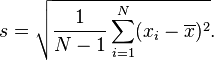 s = \sqrt{\frac{1}{N-1} \sum_{i=1}^{N} (x_i - \overline{x})^2}.